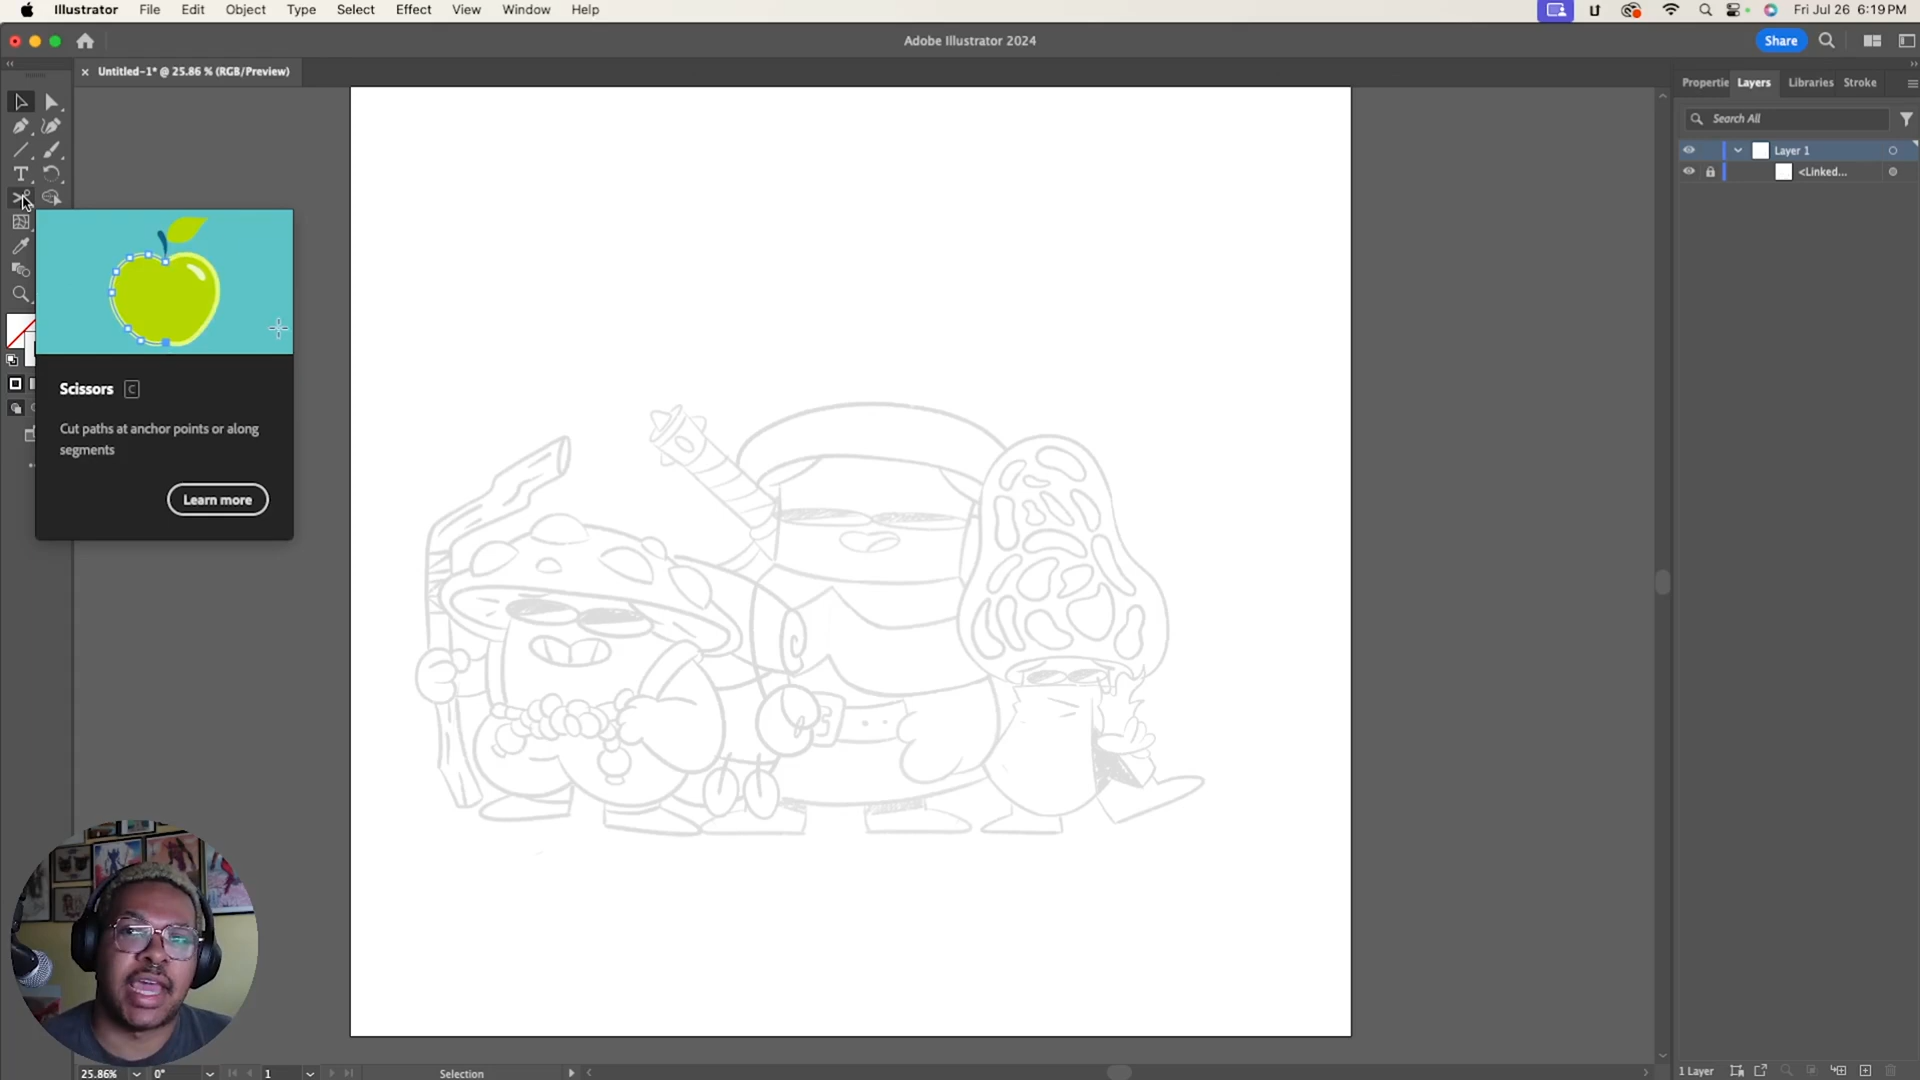 Illustrator File Edit Object Type Select Effect View Window Help
Fri Jul 26 6:19 PM
Adobe Illustrator 2024
Share
Untitled-1* @ 25.86 % (RGB/Preview)
Propertie Layers Libraries Stroke
Search All
Layer 1
<Linked...
Scissors C
Cut paths at anchor points or along
segments
Learn more
25.86% 0° 1 Selection
1 Layer